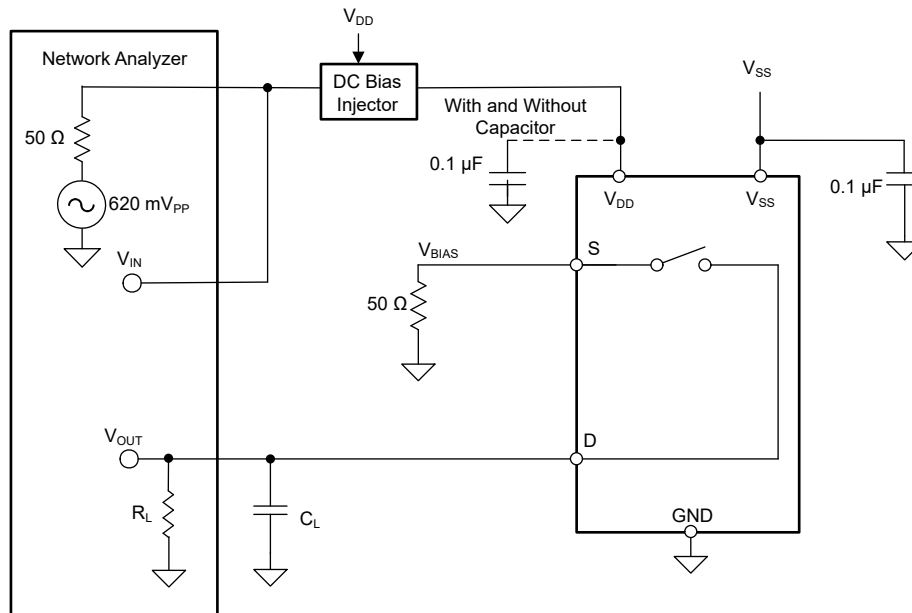 V_DD
Network Analyzer
DC Bias
Injector
V_SS
With and Without
Capacitor
50 Ω
0.1 µF
0.1 µF
620 mV_PP
V_DD
V_SS
V_IN
V_BIAS
S
50 Ω
V_OUT
D
R_L
C_L
GND